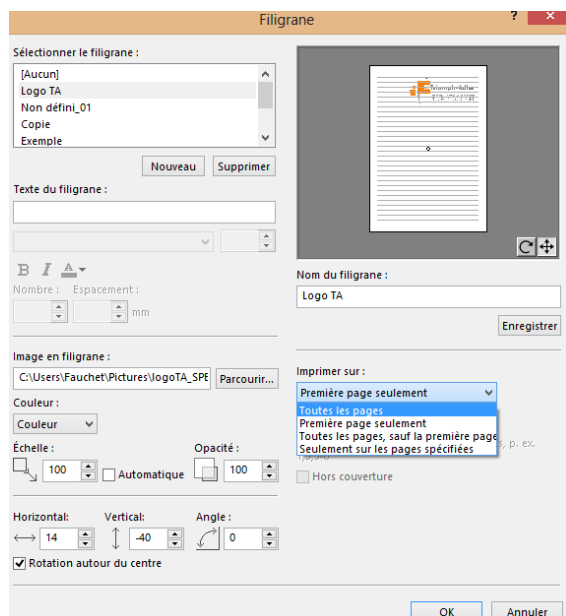 Filigrane
? ×
Sélectionner le filigrane :
[Aucun]
Logo TA
Non défini_01
Copie
Exemple
Nouveau Supprimer
Texte du filigrane :
B I A
Nombre : Espacement :
mm
Image en filigrane :
C:\Users\Fauchet\Pictures\logoTA_SPE Parcourir...
Couleur :
Couleur
Échelle : Opacité :
100 Automatique 100
Horizontal: Vertical: Angle :
14 -40 0
Rotation autour du centre
Triumph-Adler
Nom du filigrane :
Logo TA
Enregistrer
Imprimer sur :
Première page seulement
Toutes les pages
Première page seulement
Toutes les pages, sauf la première page
Seulement sur les pages spécifiées
s, p. ex.
Hors couverture
OK Annuler